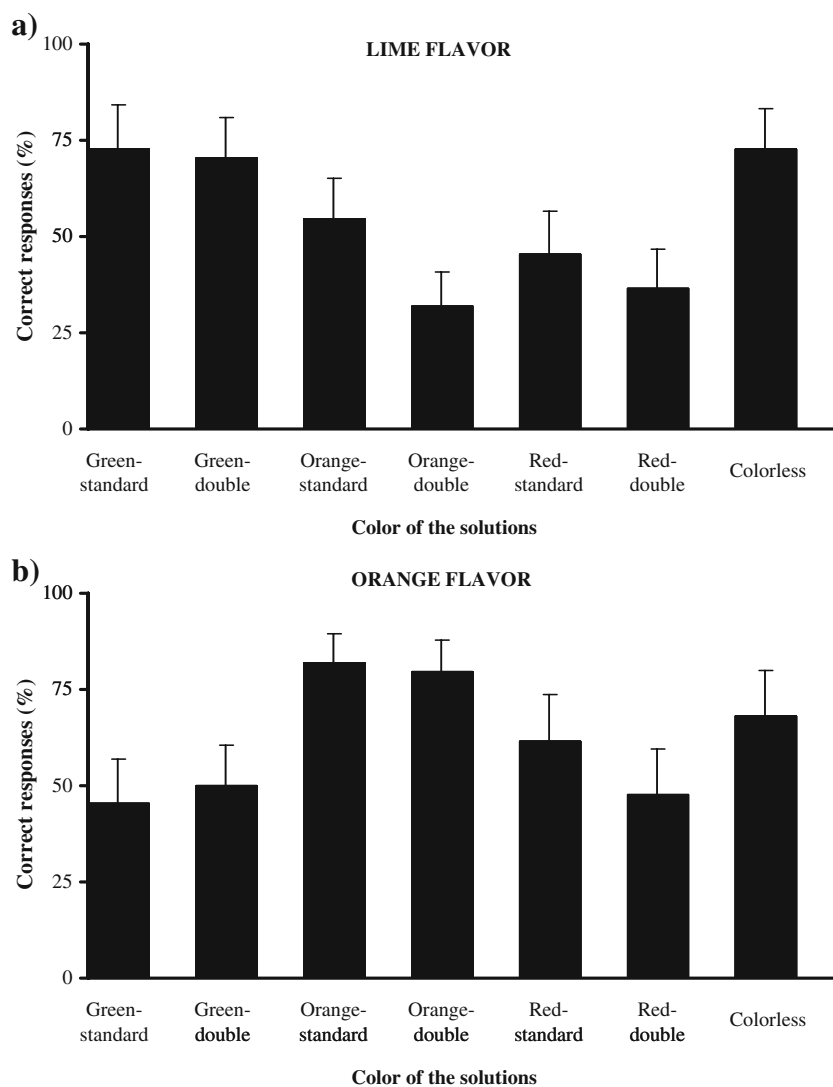 a)
LIME FLAVOR
100
75
50
25
0
Correct responses (%)
Green-
standard
Green-
double
Orange-
standard
Orange-
double
Red-
standard
Red-
double
Colorless
Color of the solutions
b)
ORANGE FLAVOR
100
75
50
25
0
Correct responses (%)
Green-
standard
Green-
double
Orange-
standard
Orange-
double
Red-
standard
Red-
double
Colorless
Color of the solutions